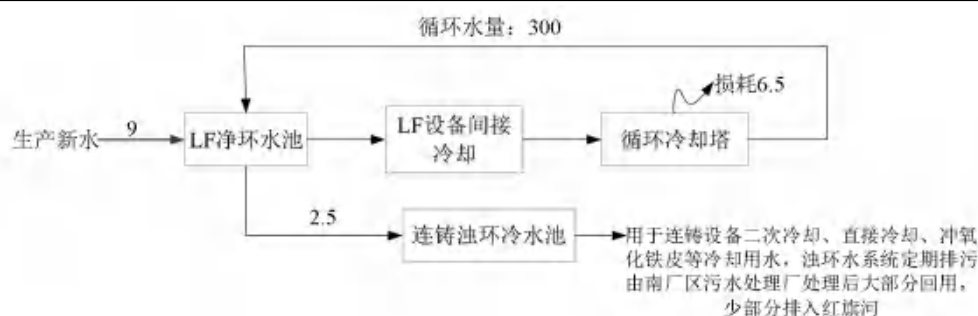 循环水量：300
损耗6.5
生产新水
9
LF净环水池
LF设备间接
冷却
循环冷却塔
2.5
连铸浊环冷水池
用于连铸设备二次冷却、直接冷却、冲氧
化铁皮等冷却用水，浊环水系统定期排污
由南厂区污水处理厂处理后大部分回用，
少部分排入红旗河